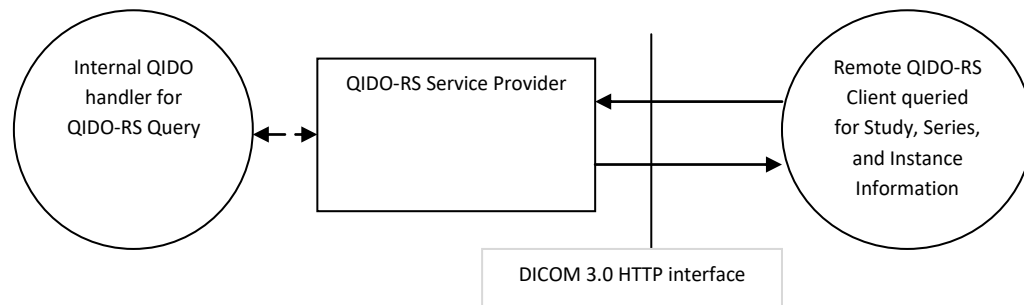 Internal QIDO
handler for
QIDO-RS Query
QIDO-RS Service Provider
Remote QIDO-RS
Client queried
for Study, Series,
and Instance
Information
DICOM 3.0 HTTP interface